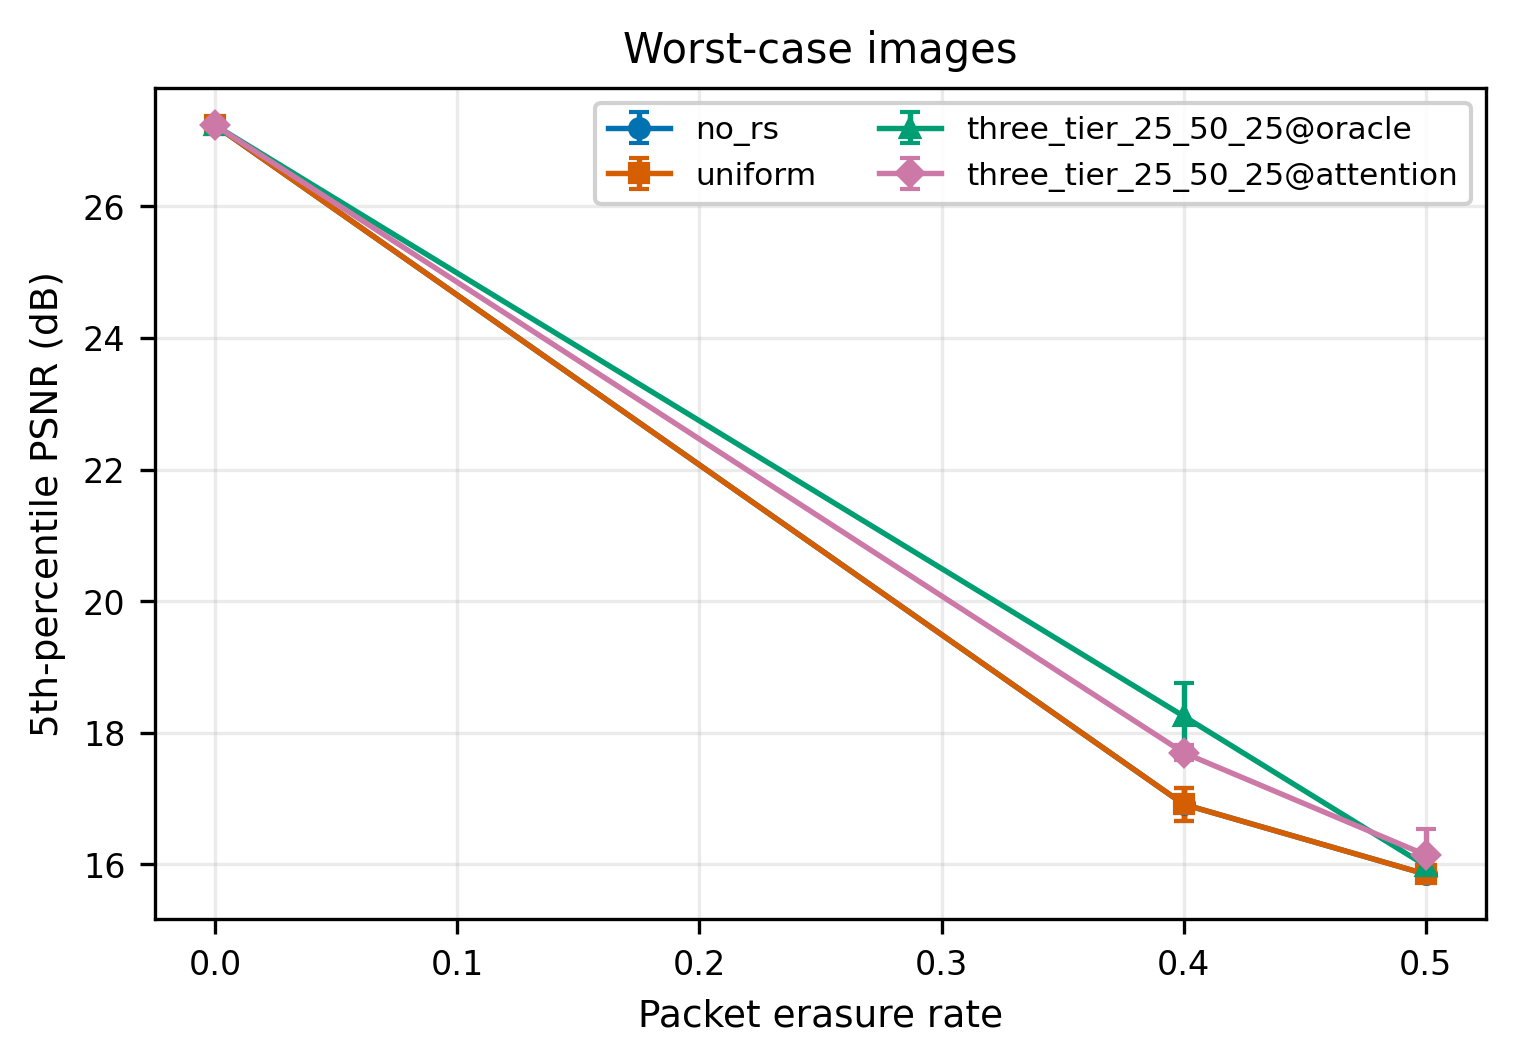 Worst-case images
no_rs
uniform
three_tier_25_50_25@oracle
three_tier_25_50_25@attention
5th-percentile PSNR (dB)
26
24
22
20
18
16
0.0 0.1 0.2 0.3 0.4 0.5
Packet erasure rate